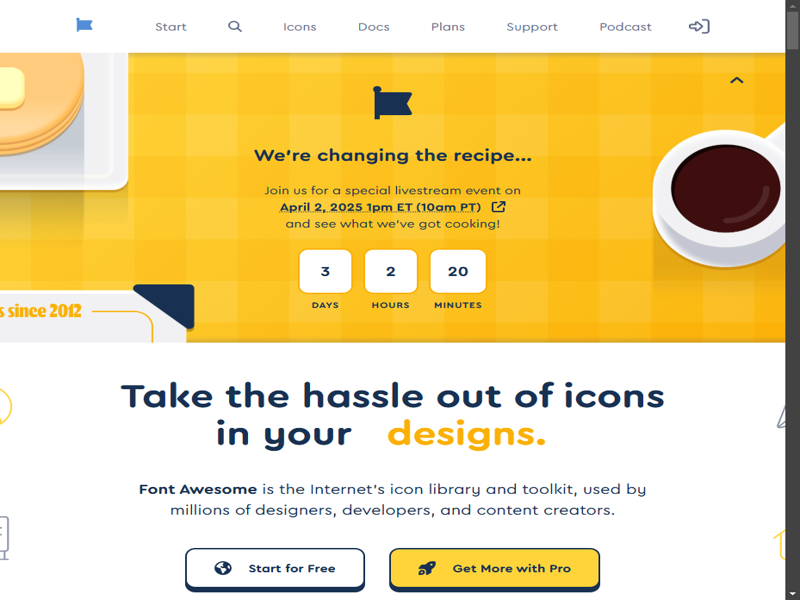 Start
Icons
Docs
Plans
Support
Podcast
We're changing the recipe...
Join us for a special livestream event on
April 2, 2025 1pm ET (10am PT)
and see what we've got cooking!
3
2
20
DAYS
HOURS
MINUTES
since 2012
Take the hassle out of icons
in your designs.
Font Awesome is the Internet's icon library and toolkit, used by
millions of designers, developers, and content creators.
Start for Free
Get More with Pro